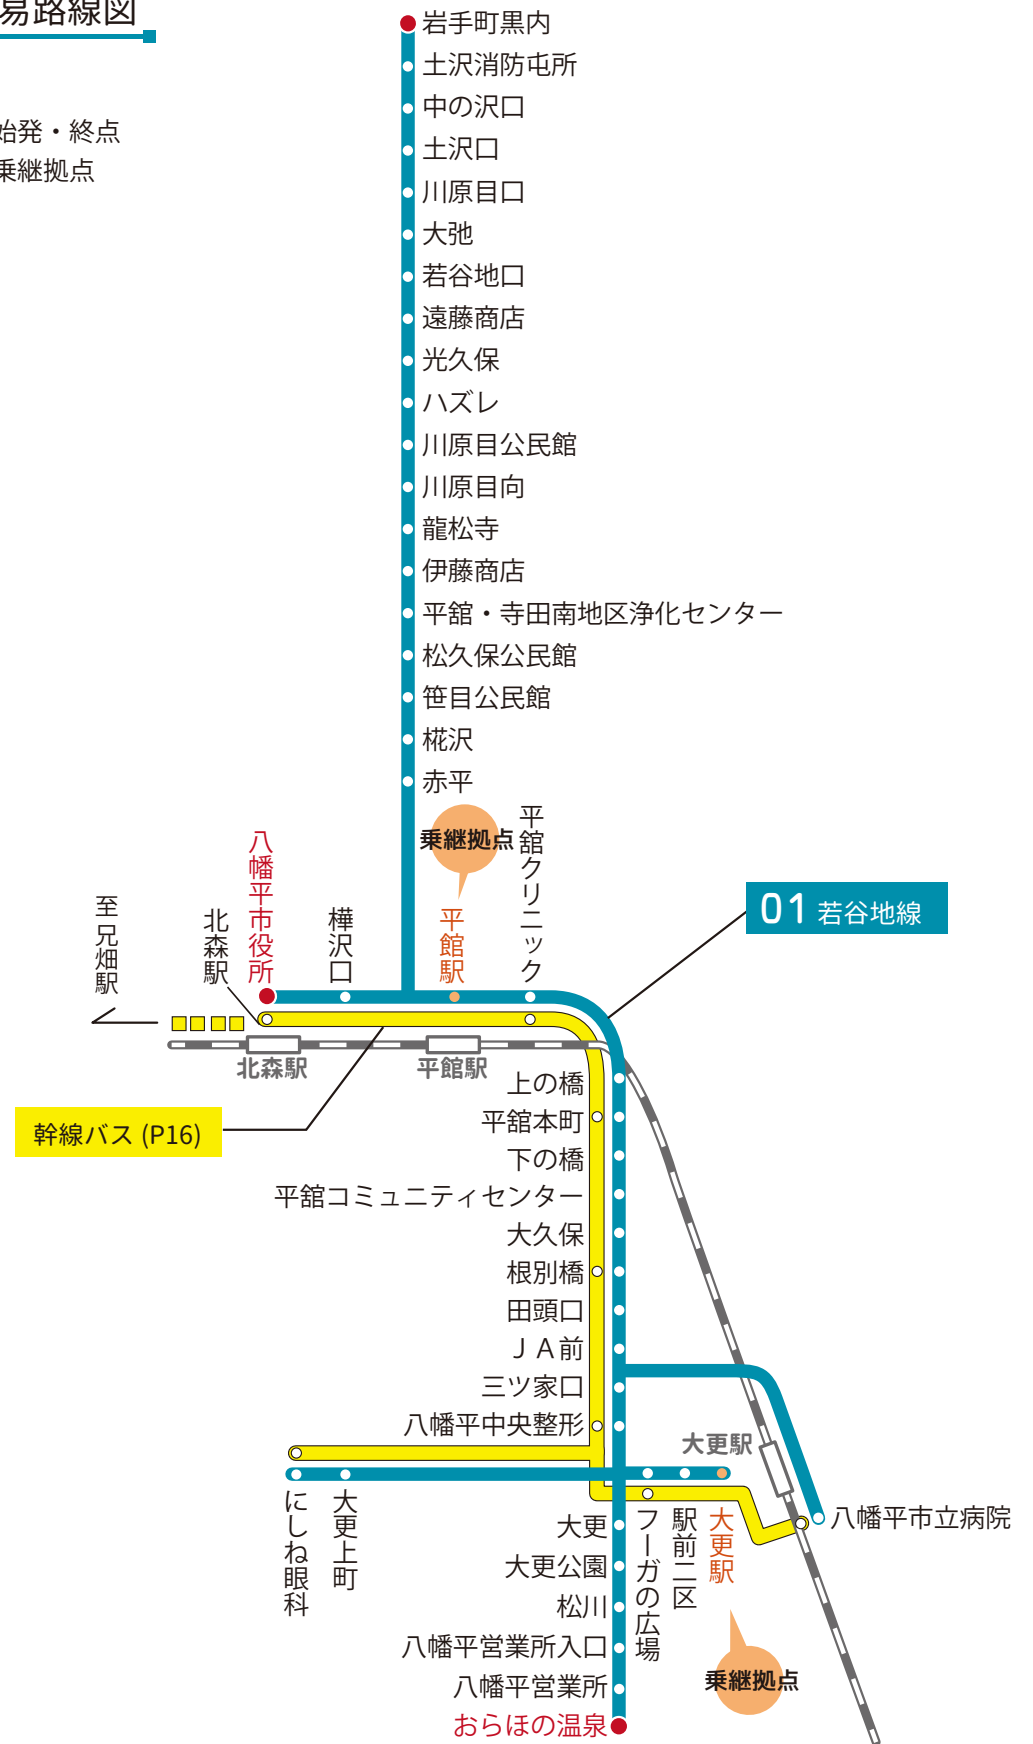 易路線図
始発・終点
乗継拠点
岩手町黒内
土沢消防屯所
中の沢口
土沢口
川原目口
大弛
若谷地口
遠藤商店
光久保
ハズレ
川原目公民館
川原目向
龍松寺
伊藤商店
平舘・寺田南地区浄化センター
松久保公民館
笹目公民館
椛沢
赤平
乗継拠点
平舘クリニック
八幡平市役所
樺沢口
平館駅
北森駅
至 兄畑駅
01 若谷地線
北森駅
平館駅
幹線バス (P16)
上の橋
平舘本町
下の橋
平舘コミュニティセンター
大久保
根別橋
田頭口
ＪＡ前
三ツ家口
八幡平中央整形
大更駅
にしね眼科
大更上町
フーガの広場
駅前二区
大更駅
八幡平市立病院
大更
大更公園
松川
八幡平営業所入口
八幡平営業所
おらほの温泉
乗継拠点